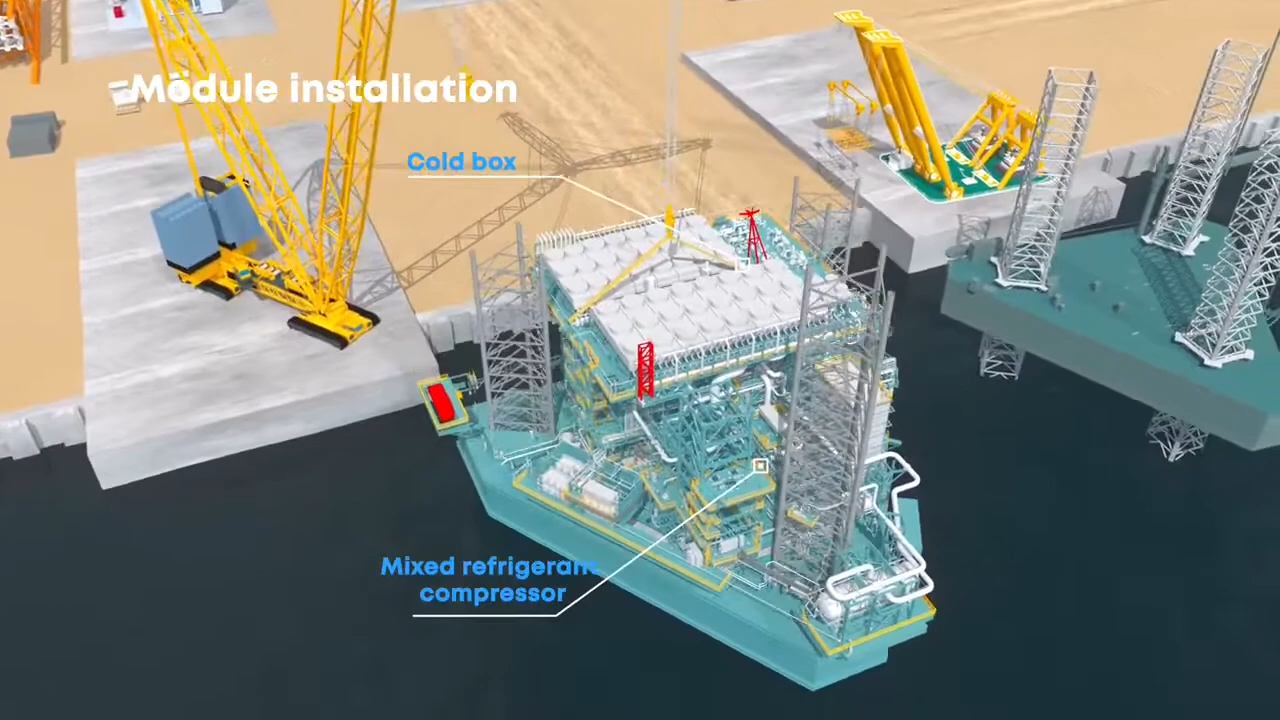 Module installation
Cold box
Mixed refrigerant
compressor